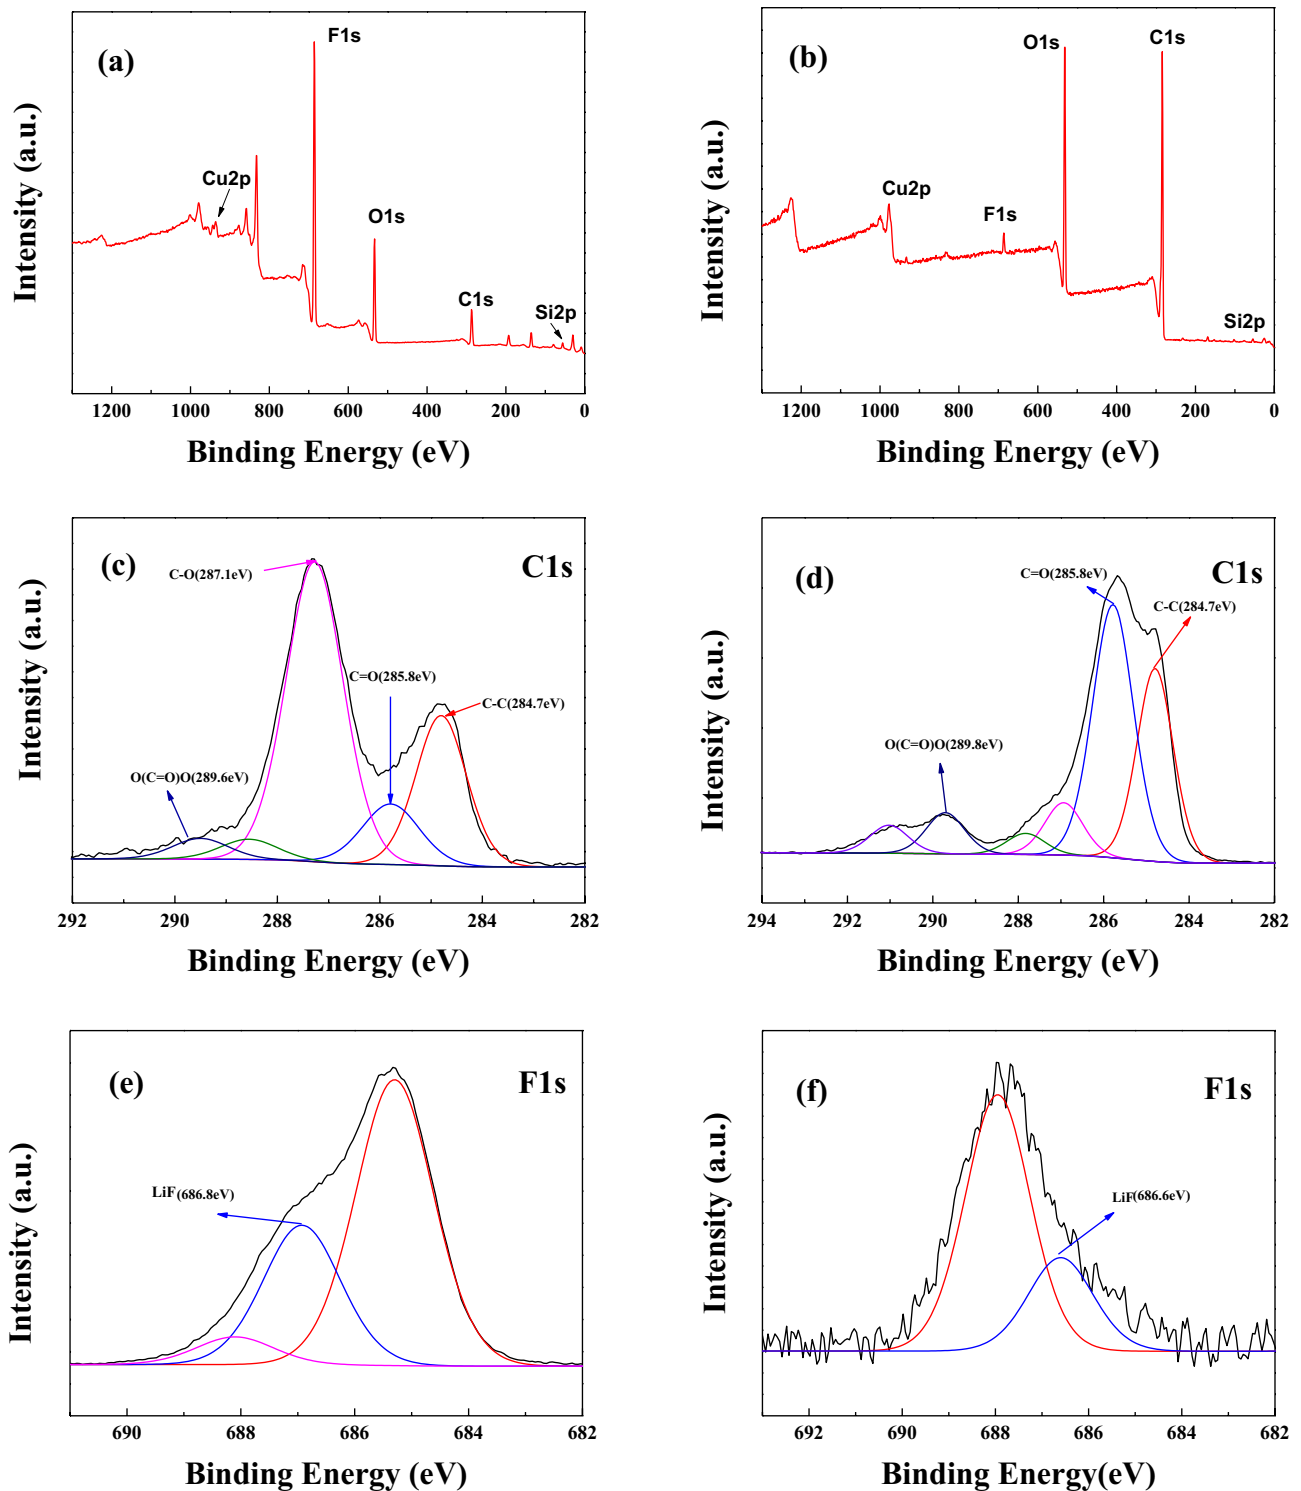 (a)
F1s
Cu2p
O1s
C1s
Si2p
Intensity (a.u.)
1200 1000 800 600 400 200 0
Binding Energy (eV)
(b)
O1s
C1s
Cu2p
F1s
Si2p
Intensity (a.u.)
1200 1000 800 600 400 200 0
Binding Energy (eV)
(c)
C1s
C-O(287.1eV)
C=O(285.8eV)
C-C(284.7eV)
O(C=O)O(289.6eV)
Intensity (a.u.)
292 290 288 286 284 282
Binding Energy (eV)
(d)
C1s
C=O(285.8eV)
C-C(284.7eV)
O(C=O)O(289.8eV)
Intensity (a.u.)
294 292 290 288 286 284 282
Binding Energy (eV)
(e)
F1s
LiF(686.8eV)
Intensity (a.u.)
690 688 686 684 682
Binding Energy (eV)
(f)
F1s
LiF(686.6eV)
Intensity (a.u.)
692 690 688 686 684 682
Binding Energy(eV)